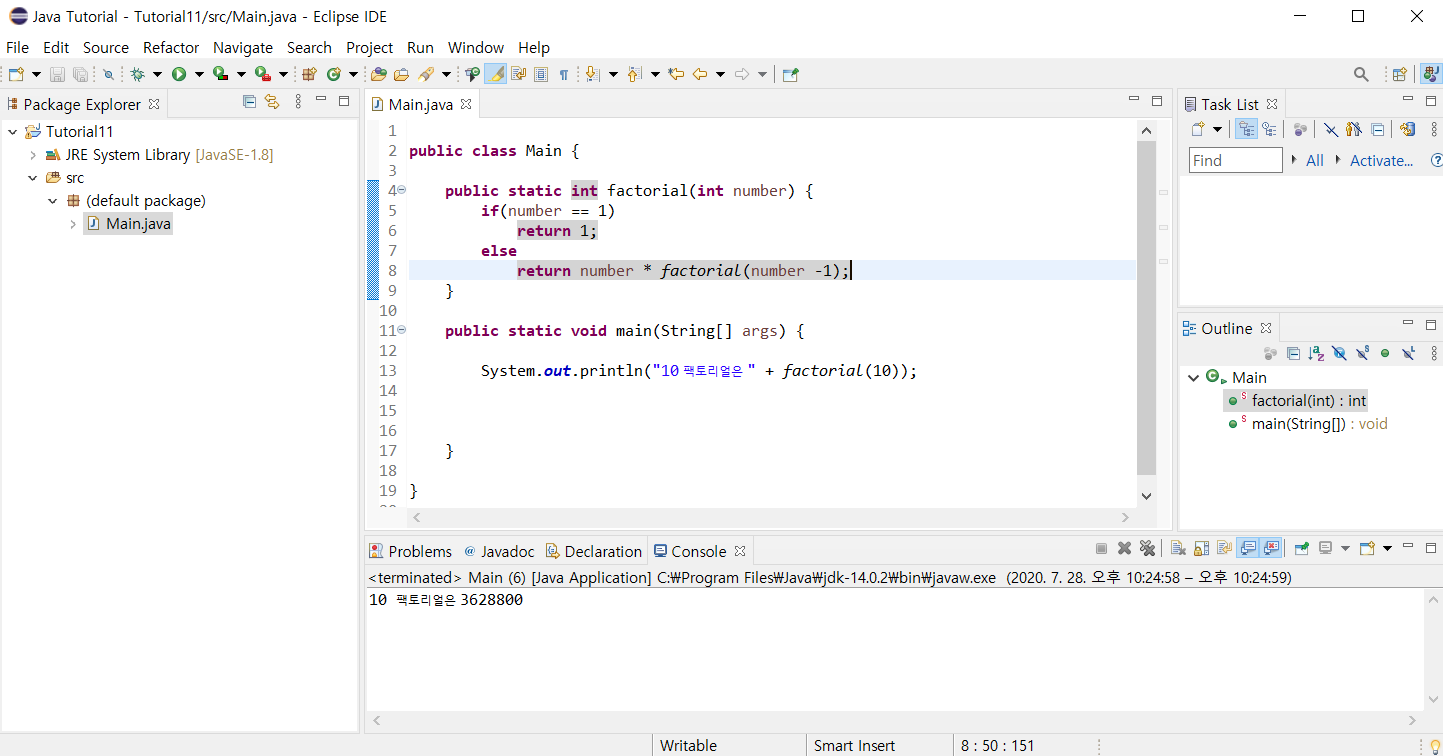 Java Tutorial - Tutorial11/src/Main.java - Eclipse IDE
File Edit Source Refactor Navigate Search Project Run Window Help
Package Explorer
Tutorial11
JRE System Library [JavaSE-1.8]
src
(default package)
Main.java
Main.java
1
2 public class Main {
3
4 public static int factorial(int number) {
5 if(number == 1)
6 return 1;
7 else
8 return number * factorial(number -1);
9 }
10
11 public static void main(String[] args) {
12
13 System.out.println("10 팩토리얼은 " + factorial(10));
14
15
16
17 }
18
19 }
Task List
Find All Activate...
Outline
Main
factorial(int) : int
main(String[]) : void
Problems @ Javadoc Declaration Console
<terminated> Main (6) [Java Application] C:₩Program Files₩Java₩jdk-14.0.2₩bin₩javaw.exe (2020. 7. 28. 오후 10:24:58 – 오후 10:24:59)
10 팩토리얼은 3628800
Writable Smart Insert 8 : 50 : 151